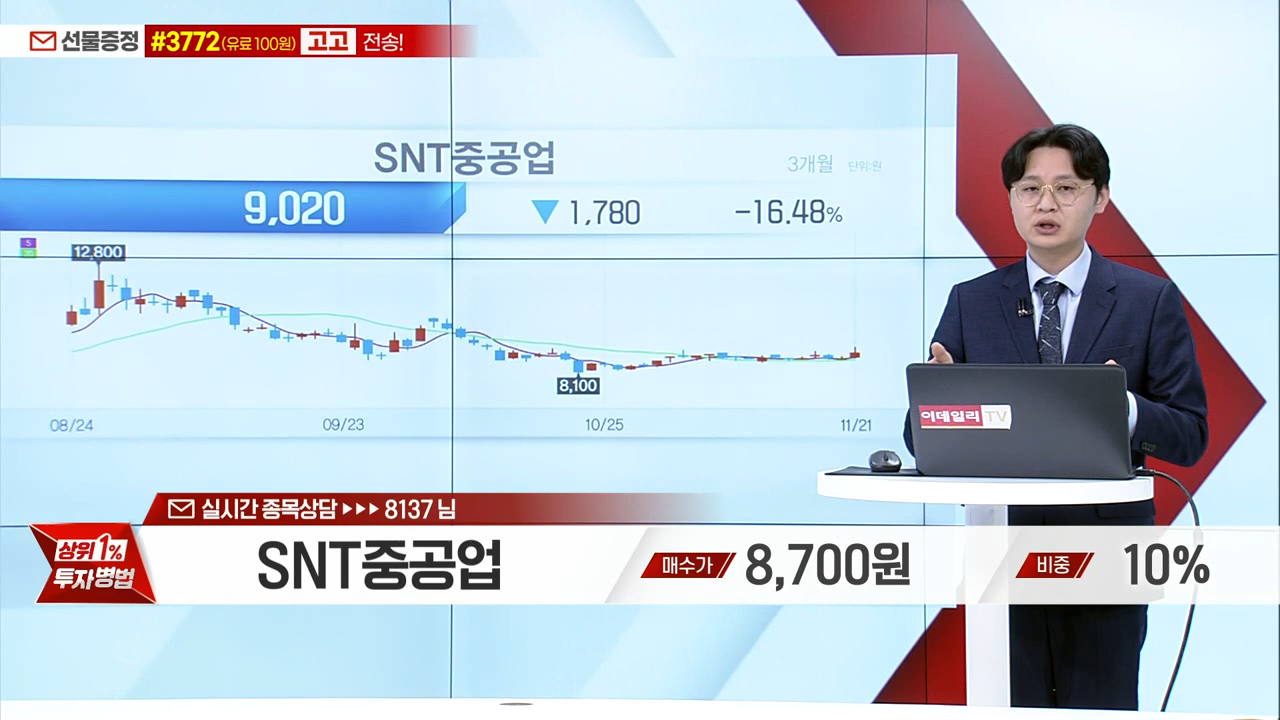 선물증정 #3772 (유료 100원) 고고 전송!
SNT중공업
3개월 단위:원
9,020 ▼ 1,780 -16.48%
5
12,800
8,100
08/24 09/23 10/25 11/21
이데일리 TV
실시간 종목상담 ▶▶▶ 8137 님
상위 1% 투자병법
SNT중공업 매수가 8,700원 비중 10%